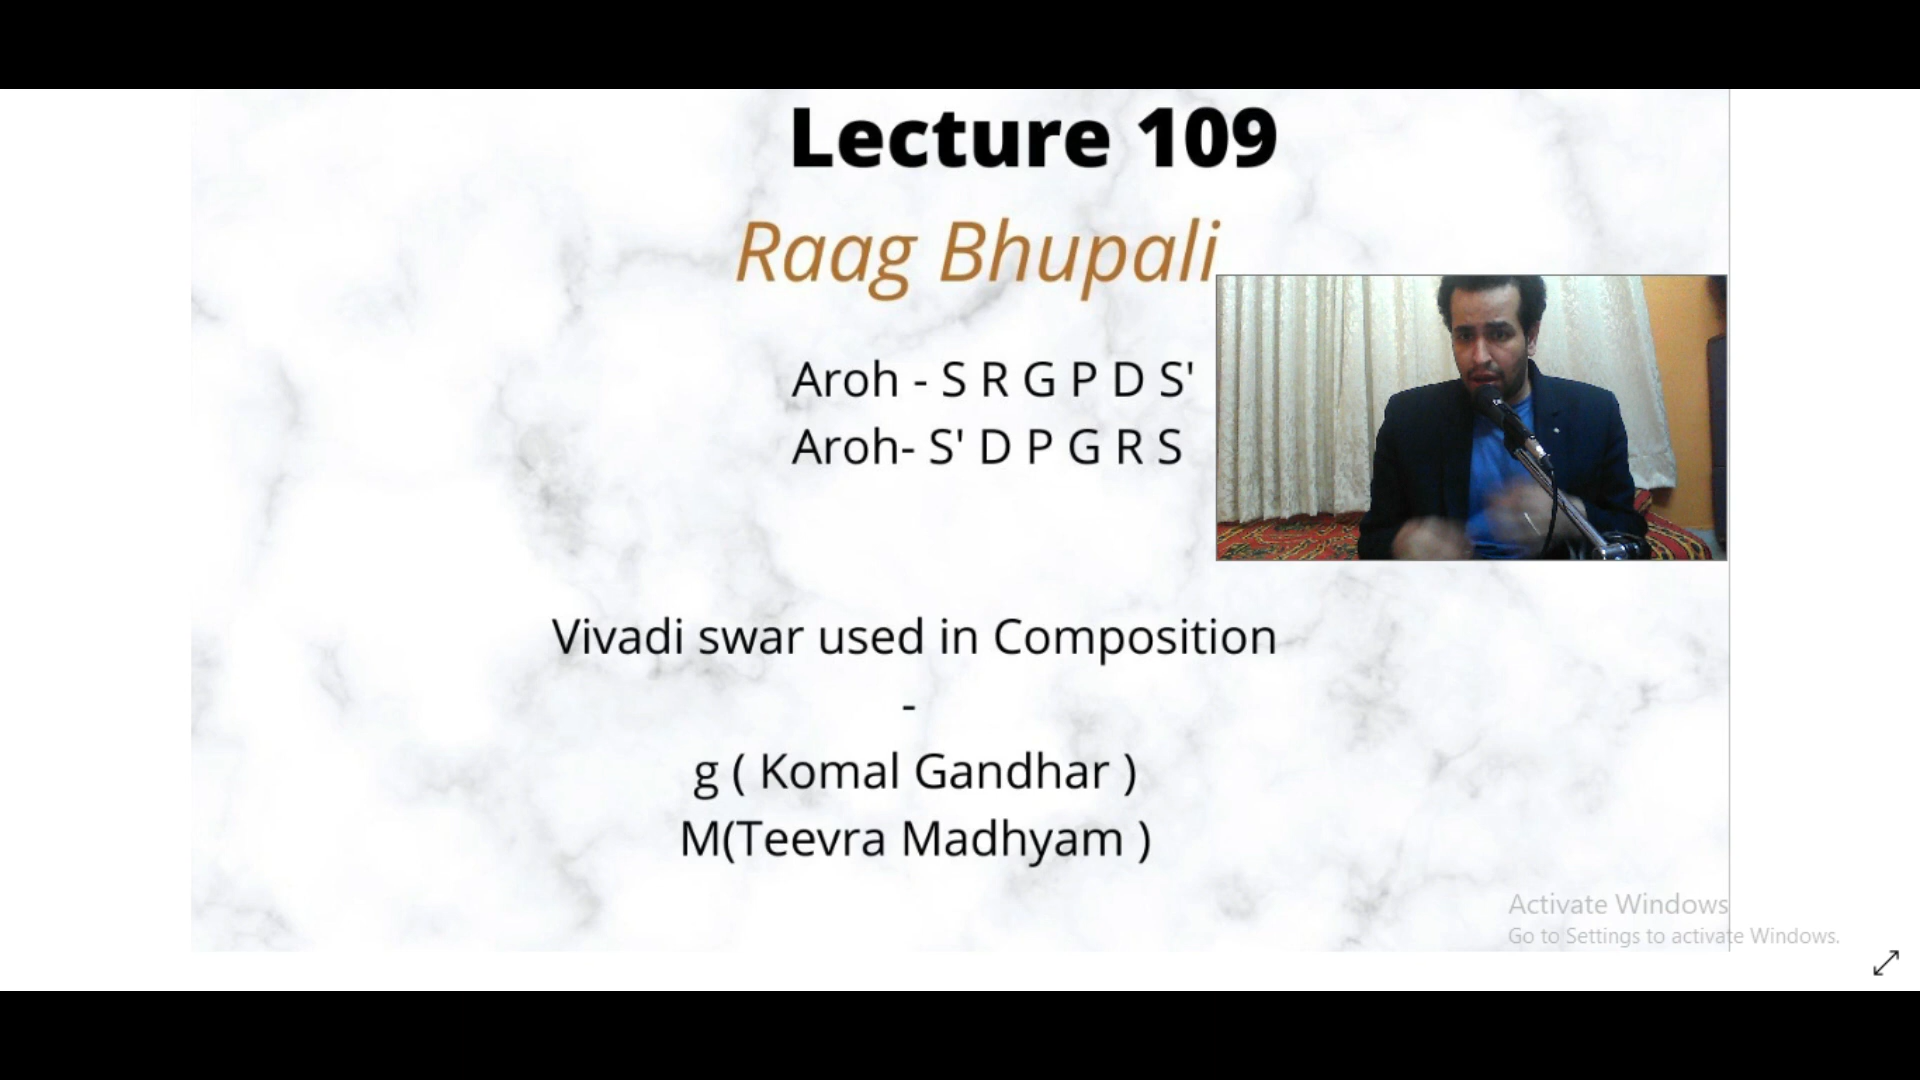 Lecture 109
Raag Bhupali
Aroh - S R G P D S'
Aroh- S' D P G R S
Vivadi swar used in Composition
-
g ( Komal Gandhar )
M(Teevra Madhyam )
Activate Windows
Go to Settings to activate Windows.